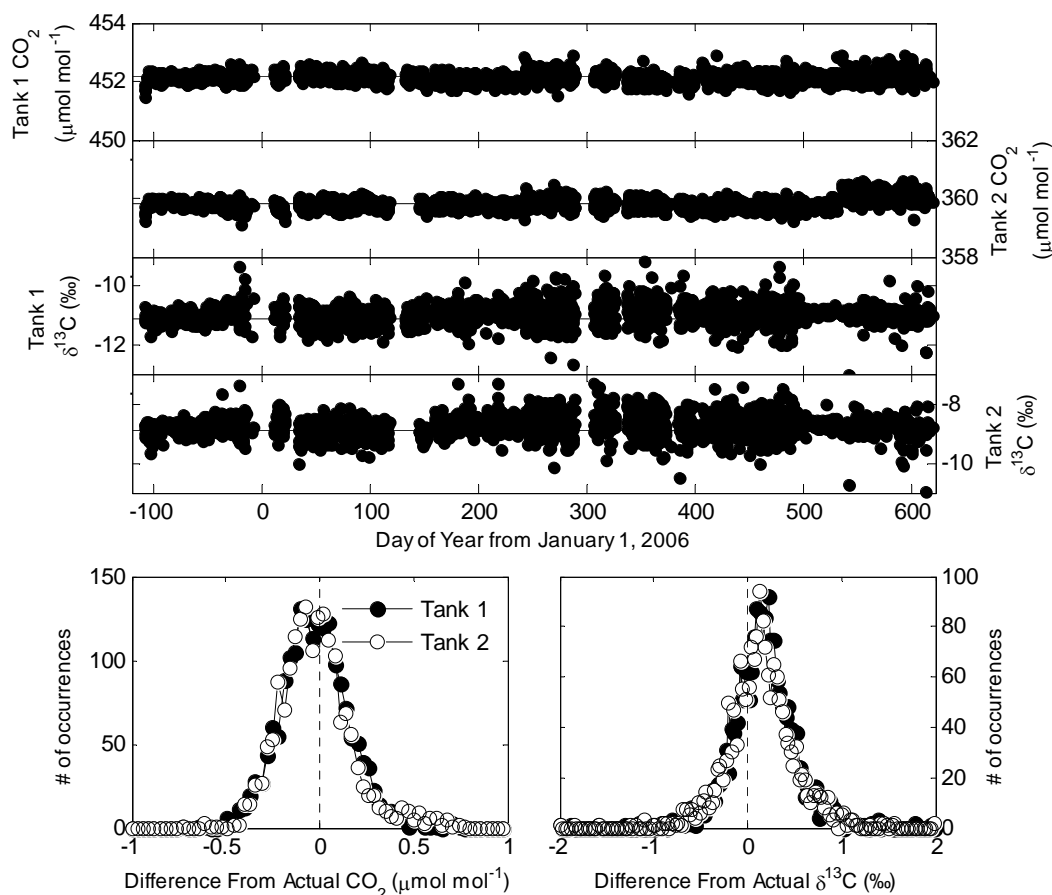 454
452
450
Tank 1 CO₂
(μmol mol⁻¹)
362
360
358
Tank 2 CO₂
(μmol mol⁻¹)
-10
-12
Tank 1
δ¹³C (‰)
-8
-10
Tank 2
δ¹³C (‰)
-100 0 100 200 300 400 500 600
Day of Year from January 1, 2006
150
100
50
0
# of occurrences
Tank 1
Tank 2
-1 -0.5 0 0.5 1
Difference From Actual CO₂ (μmol mol⁻¹)
100
80
60
40
20
0
# of occurrences
-2 -1 0 1 2
Difference From Actual δ¹³C (‰)